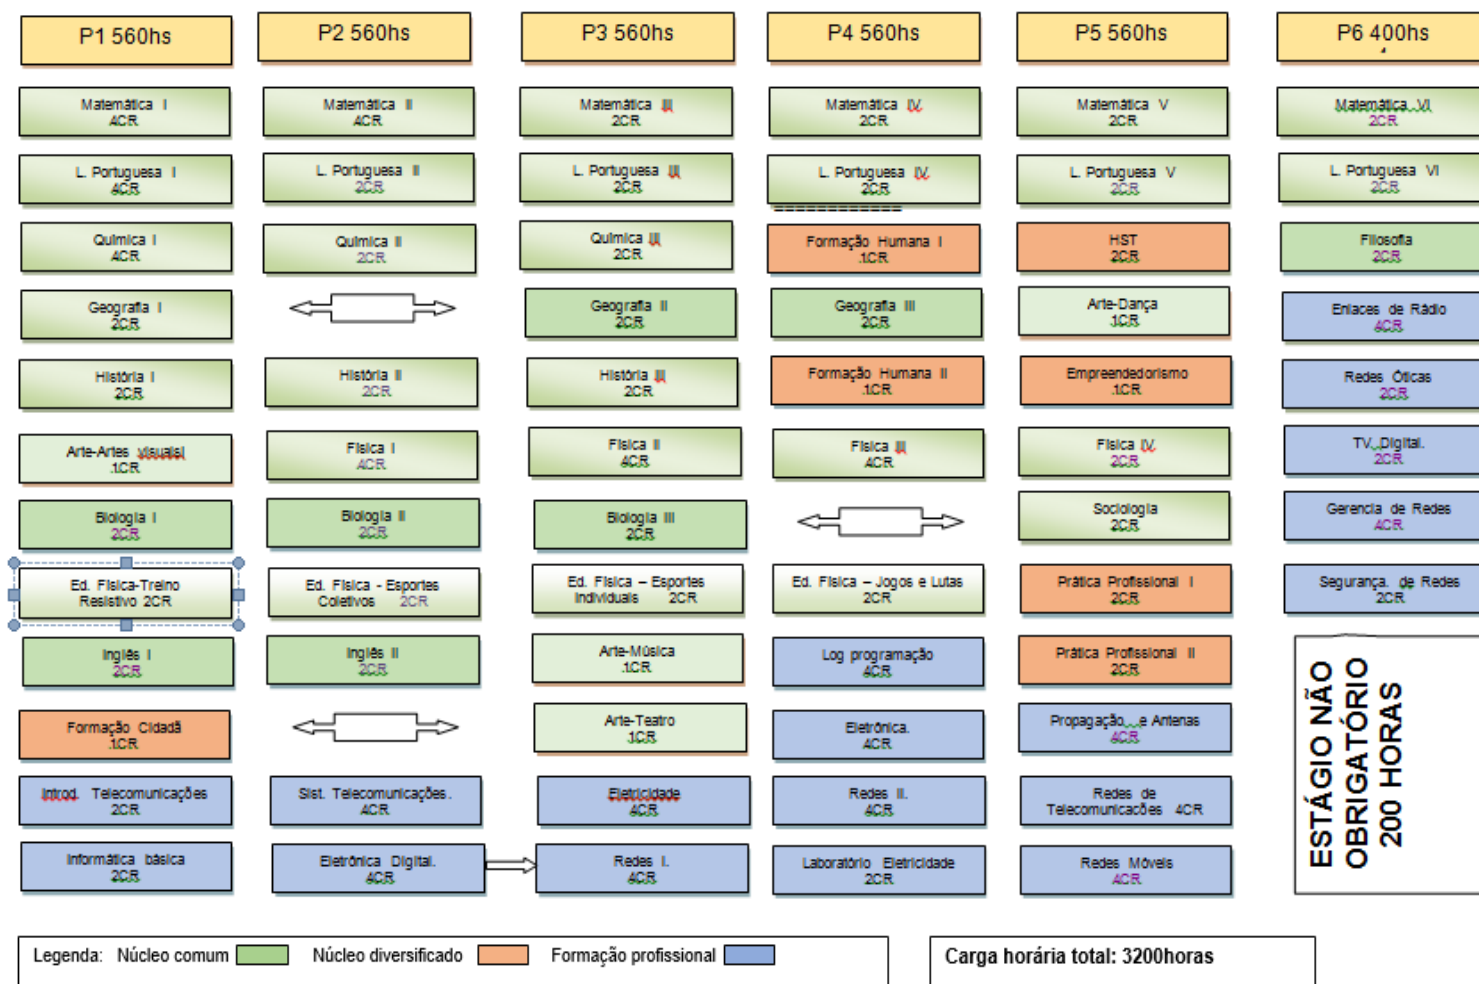 P1 560hs
P2 560hs
P3 560hs
P4 560hs
P5 560hs
P6 400hs
Matemática I
4CR
Matemática II
4CR
Matemática III
2CR
Matemática IV.
2CR
Matemática V
2CR
Matemática VI
2CR
L. Portuguesa I
4CR
L. Portuguesa II
2CR
L. Portuguesa III
2CR
L. Portuguesa IV.
2CR
L. Portuguesa V
2CR
L. Portuguesa VI
2CR
============
Química I
4CR
Química II
2CR
Química III
2CR
Formação Humana I
.1CR
HST
2CR
Filosofia
2CR
Geografia I
2CR
Geografia II
2CR
Geografia III
2CR
Arte-Dança
.1CR
Enlaces de Rádio
4CR
História I
2CR
História II
2CR
História III
2CR
Formação Humana II
.1CR
Empreendedorismo
.1CR
Redes Óticas
2CR
Arte-Artes visuaisI
.1CR
Física I
4CR
Física II
4CR
Física III
4CR
Física IV.
2CR
TV. Digital.
2CR
Biologia I
2CR
Biologia II
2CR
Biologia III
2CR
Sociologia
2CR
Gerencia de Redes
4CR
Ed. Física-Treino
Resistivo 2CR
Ed. Física - Esportes
Coletivos 2CR
Ed. Física – Esportes
Individuais 2CR
Ed. Física – Jogos e Lutas
2CR
Prática Profissional I
2CR
Segurança. de Redes
2CR
Inglês I
2CR
Inglês II
2CR
Arte-Música
.1CR
Log programação
4CR
Prática Profissional II
2CR
Formação Cidadã
.1CR
Arte-Teatro
.1CR
Eletrônica.
4CR
Propagação e Antenas
4CR
Introd. Telecomunicações
2CR
Sist. Telecomunicações.
4CR
Eletricidade
4CR
Redes II.
4CR
Redes de
Telecomunicações 4CR
Informática básica
2CR
Eletrônica Digital.
4CR
Redes I.
4CR
Laboratório Eletricidade
2CR
Redes Móveis
4CR
ESTÁGIO NÃO
OBRIGATÓRIO
200 HORAS
Legenda: Núcleo comum
Núcleo diversificado
Formação profissional
Carga horária total: 3200horas